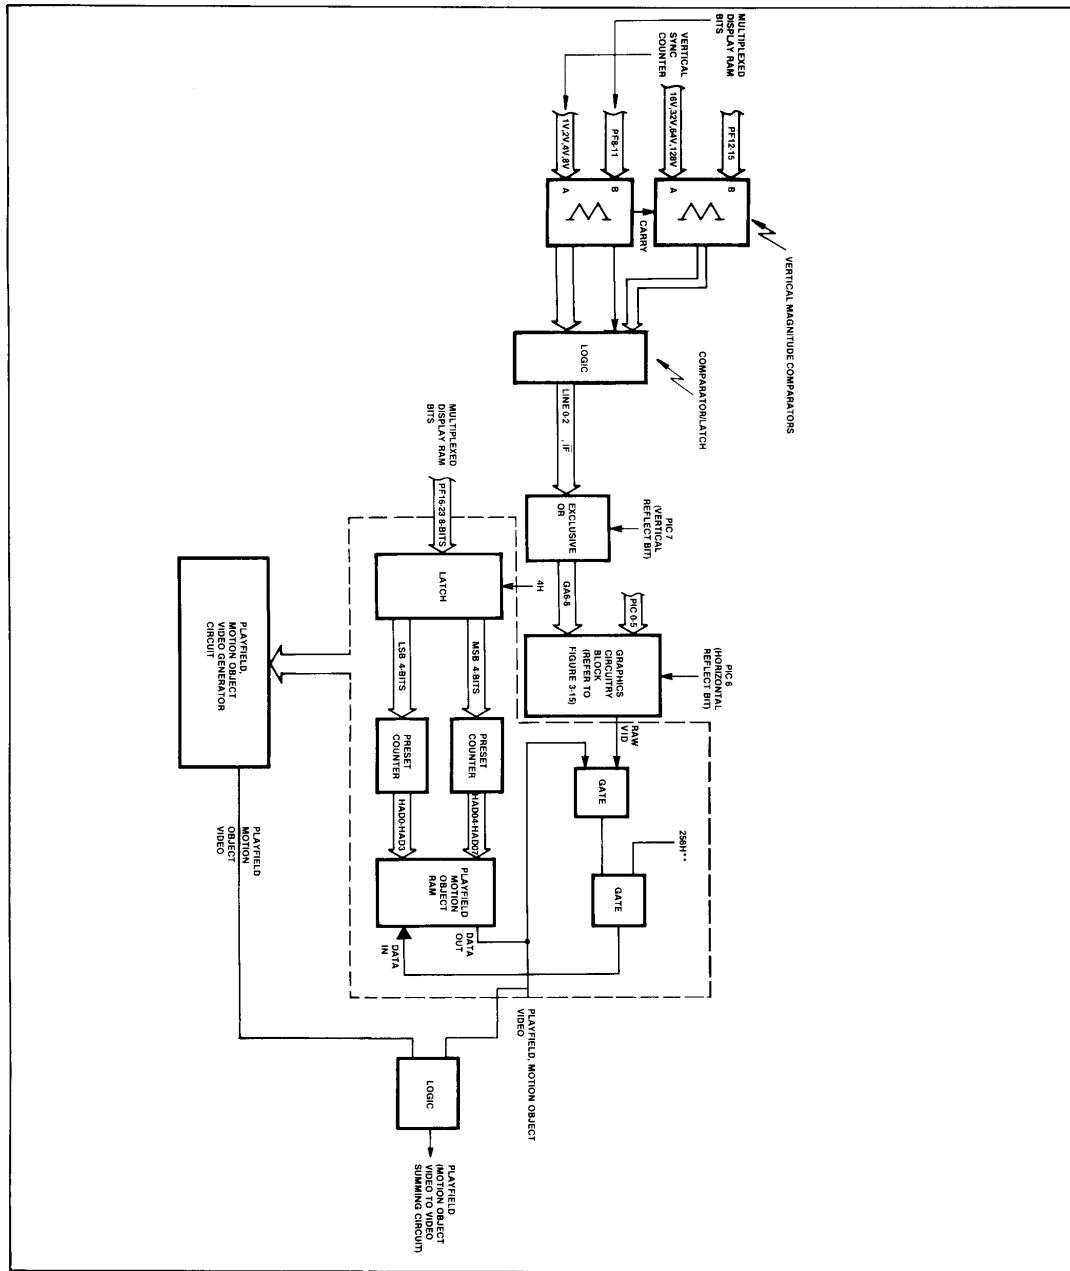 MULTIPLEXED
DISPLAY RAM
BITS
VERTICAL
SYNC
COUNTER
PF12-15
16V,32V,64V,128V
PF8-11
1V,2V,4V,8V
B
A
Σ
B
A
Σ
CARRY
VERTICAL MAGNITUDE COMPARATORS
LOGIC
COMPARATOR/LATCH
LINE 0-2
, IF
EXCLUSIVE
OR
PIC 7
(VERTICAL
REFLECT BIT)
GA6-8
PIC 0-5
GRAPHICS
CIRCUITRY
BLOCK
(REFER TO
FIGURE 3-15)
PIC 6
(HORIZONTAL
REFLECT BIT)
RAW
VID
GATE
256H**
GATE
MULTIPLEXED
DISPLAY RAM
BITS
PF16-23 8-BITS
LATCH
4H
MSB 4-BITS
LSB 4-BITS
PRESET
COUNTER
PRESET
COUNTER
HAD04-HAD07
HAD0-HAD3
PLAYFIELD
MOTION
OBJECT
RAM
DATA
OUT
DATA
IN
PLAYFIELD, MOTION OBJECT
VIDEO
PLAYFIELD,
MOTION OBJECT
VIDEO GENERATOR
CIRCUIT
PLAYFIELD
MOTION
OBJECT
VIDEO
LOGIC
PLAYFIELD
(MOTION OBJECT
VIDEO TO VIDEO
SUMMING CIRCUIT)